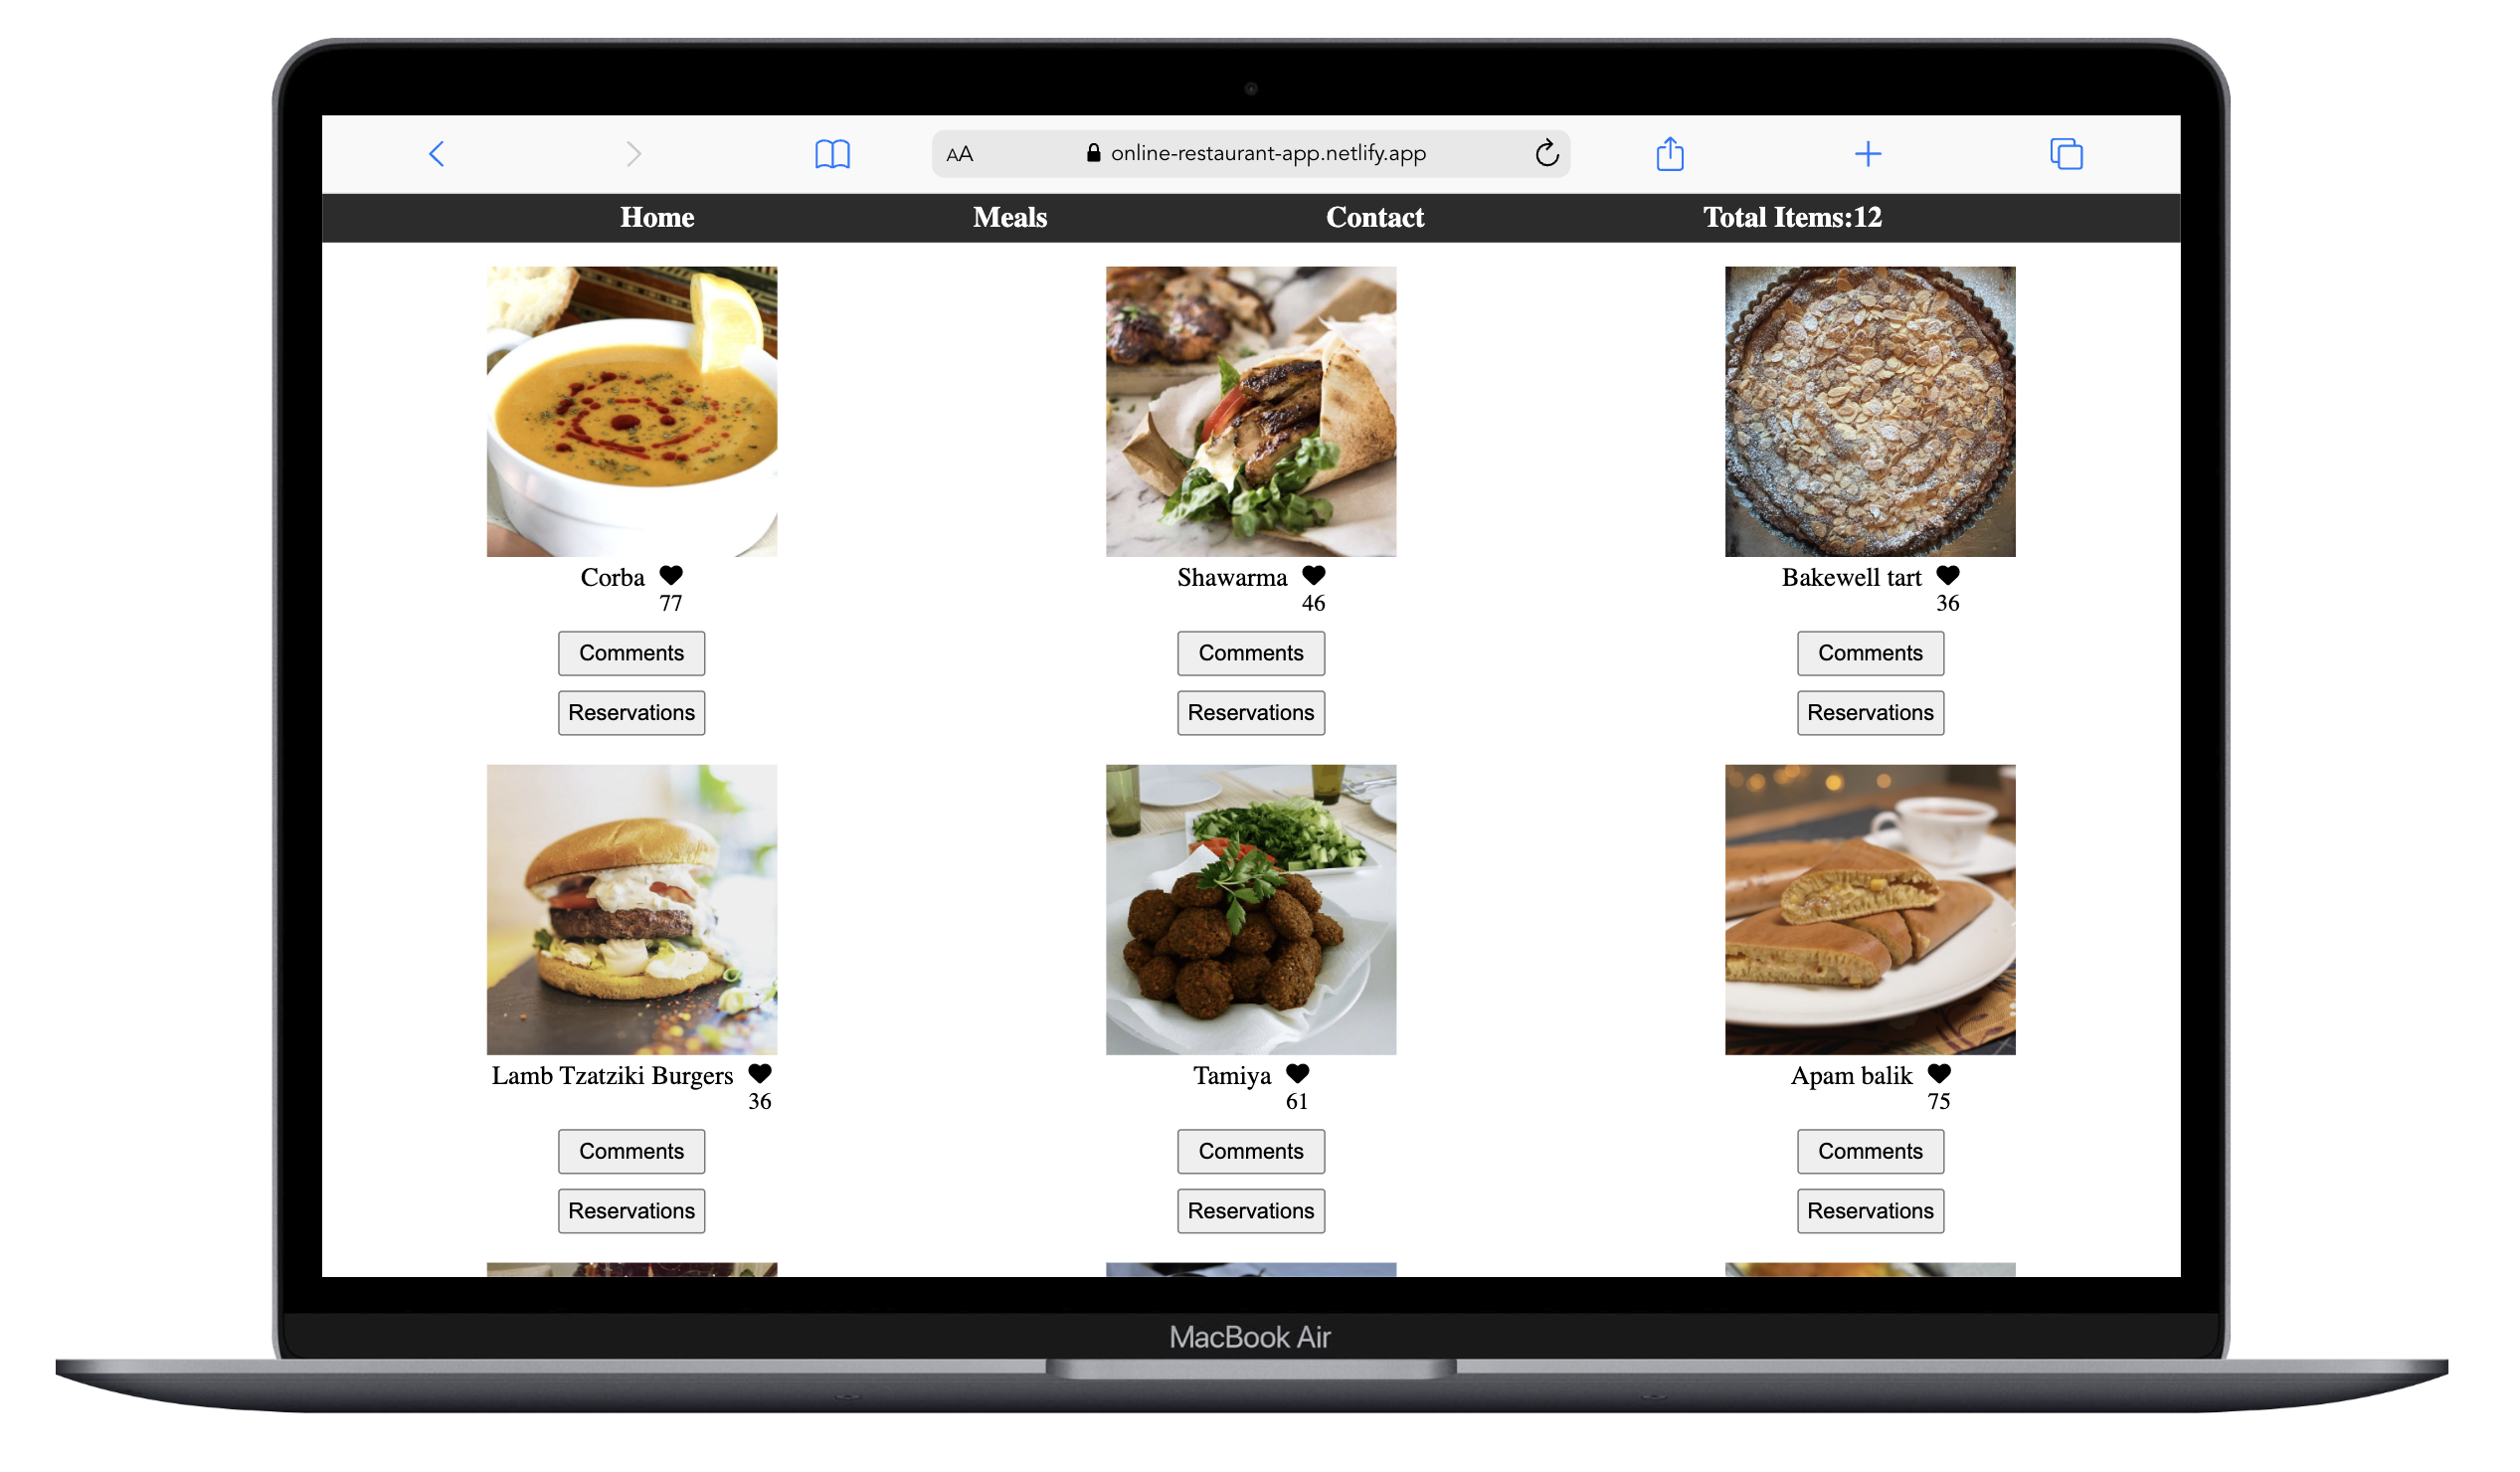 AA online-restaurant-app.netlify.app
Home Meals Contact Total Items:12
Corba Shawarma Bakewell tart
77 46 36
Comments Comments Comments
Reservations Reservations Reservations
Lamb Tzatziki Burgers Tamiya Apam balik
36 61 75
Comments Comments Comments
Reservations Reservations Reservations
MacBook Air